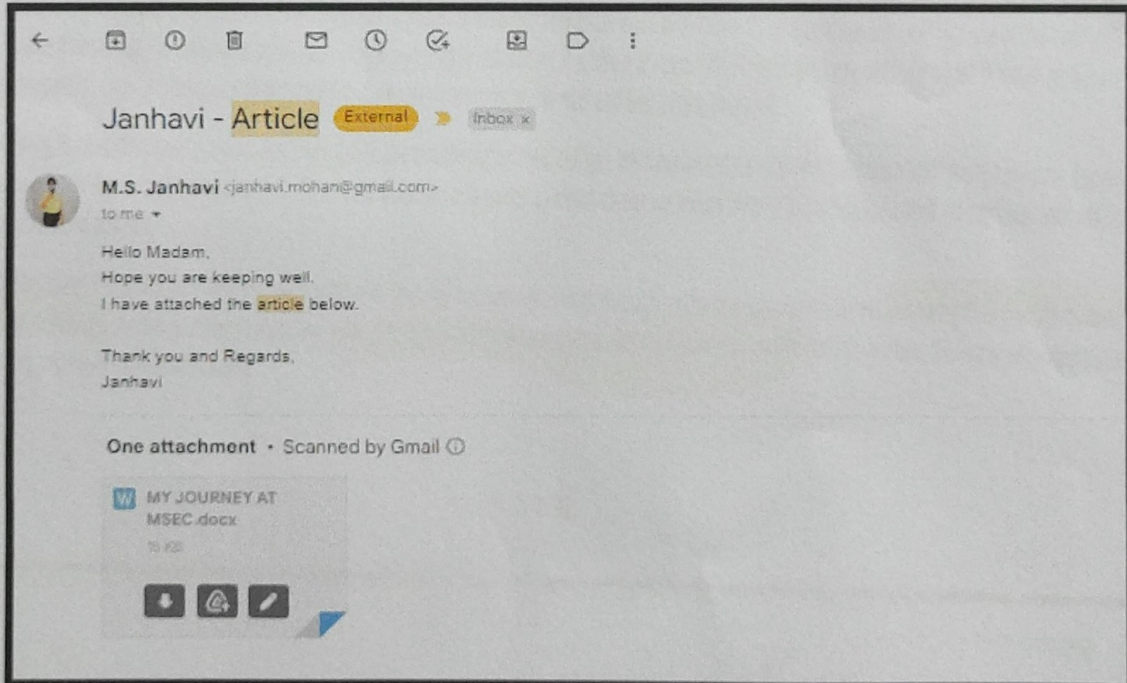 Janhavi - Article External Inbox x
M.S. Janhavi <janhavi.mohan@gmail.com>
to me
Hello Madam,
Hope you are keeping well.
I have attached the article below.
Thank you and Regards,
Janhavi
One attachment • Scanned by Gmail
W MY JOURNEY AT
MSEC.docx